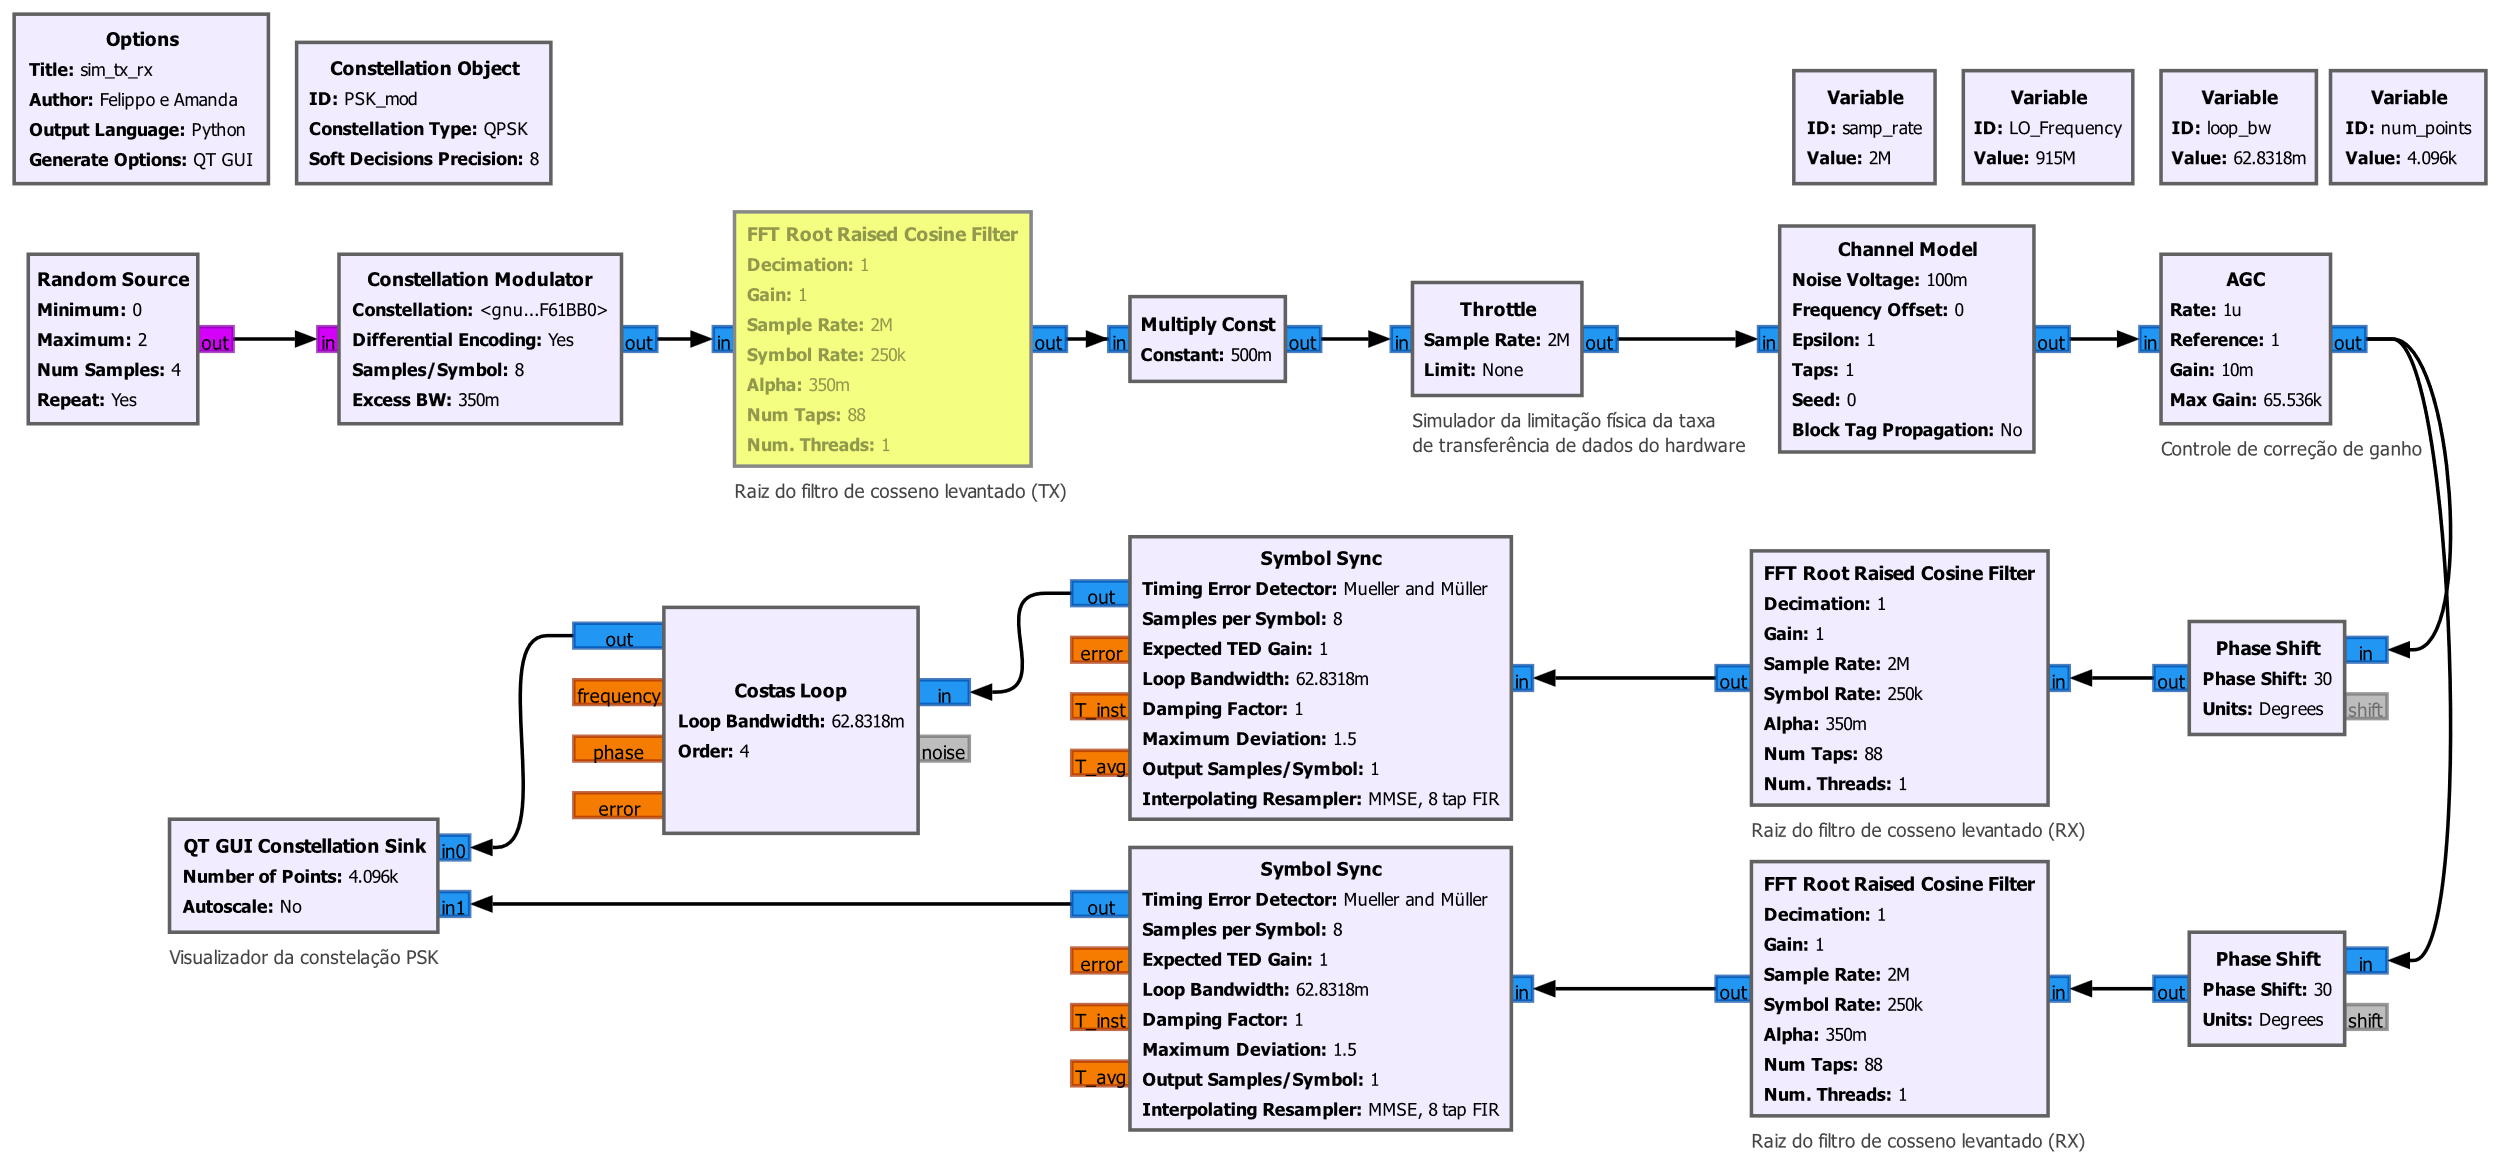 Options
Title: sim_tx_rx
Author: Felippo e Amanda
Output Language: Python
Generate Options: QT GUI
Constellation Object
ID: PSK_mod
Constellation Type: QPSK
Soft Decisions Precision: 8
Variable
ID: samp_rate
Value: 2M
Variable
ID: LO_Frequency
Value: 915M
Variable
ID: loop_bw
Value: 62.8318m
Variable
ID: num_points
Value: 4.096k
Random Source
Minimum: 0
Maximum: 2
Num Samples: 4
Repeat: Yes
out
in
Constellation Modulator
Constellation: <gnu...F61BB0>
Differential Encoding: Yes
Samples/Symbol: 8
Excess BW: 350m
out
in
FFT Root Raised Cosine Filter
Decimation: 1
Gain: 1
Sample Rate: 2M
Symbol Rate: 250k
Alpha: 350m
Num Taps: 88
Num. Threads: 1
out
Raiz do filtro de cosseno levantado (TX)
in
Multiply Const
Constant: 500m
out
in
Throttle
Sample Rate: 2M
Limit: None
out
Simulador da limitação física da taxa
de transferência de dados do hardware
in
Channel Model
Noise Voltage: 100m
Frequency Offset: 0
Epsilon: 1
Taps: 1
Seed: 0
Block Tag Propagation: No
out
in
AGC
Rate: 1u
Reference: 1
Gain: 10m
Max Gain: 65.536k
out
Controle de correção de ganho
Phase Shift
Phase Shift: 30
Units: Degrees
in
shift
out
FFT Root Raised Cosine Filter
Decimation: 1
Gain: 1
Sample Rate: 2M
Symbol Rate: 250k
Alpha: 350m
Num Taps: 88
Num. Threads: 1
in
out
Raiz do filtro de cosseno levantado (RX)
Symbol Sync
Timing Error Detector: Mueller and Müller
Samples per Symbol: 8
Expected TED Gain: 1
Loop Bandwidth: 62.8318m
Damping Factor: 1
Maximum Deviation: 1.5
Output Samples/Symbol: 1
Interpolating Resampler: MMSE, 8 tap FIR
in
out
error
T_inst
T_avg
Costas Loop
Loop Bandwidth: 62.8318m
Order: 4
in
noise
out
frequency
phase
error
QT GUI Constellation Sink
Number of Points: 4.096k
Autoscale: No
in0
in1
Visualizador da constelação PSK
Symbol Sync
Timing Error Detector: Mueller and Müller
Samples per Symbol: 8
Expected TED Gain: 1
Loop Bandwidth: 62.8318m
Damping Factor: 1
Maximum Deviation: 1.5
Output Samples/Symbol: 1
Interpolating Resampler: MMSE, 8 tap FIR
in
out
error
T_inst
T_avg
FFT Root Raised Cosine Filter
Decimation: 1
Gain: 1
Sample Rate: 2M
Symbol Rate: 250k
Alpha: 350m
Num Taps: 88
Num. Threads: 1
in
out
Raiz do filtro de cosseno levantado (RX)
Phase Shift
Phase Shift: 30
Units: Degrees
in
shift
out